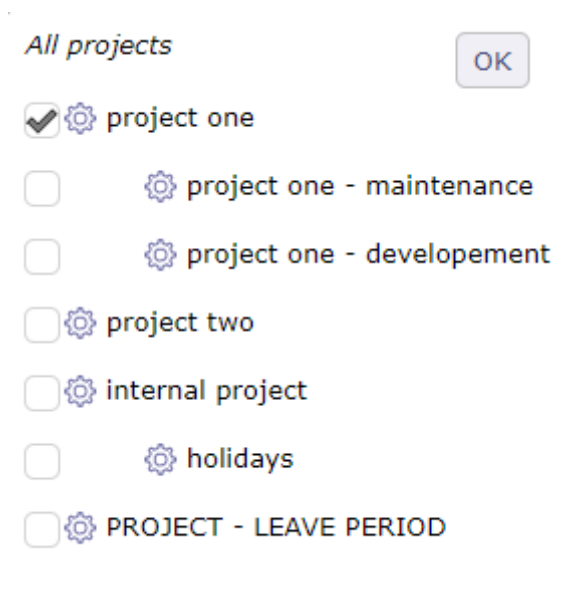 All projects
OK
project one
project one - maintenance
project one - developement
project two
internal project
holidays
PROJECT - LEAVE PERIOD